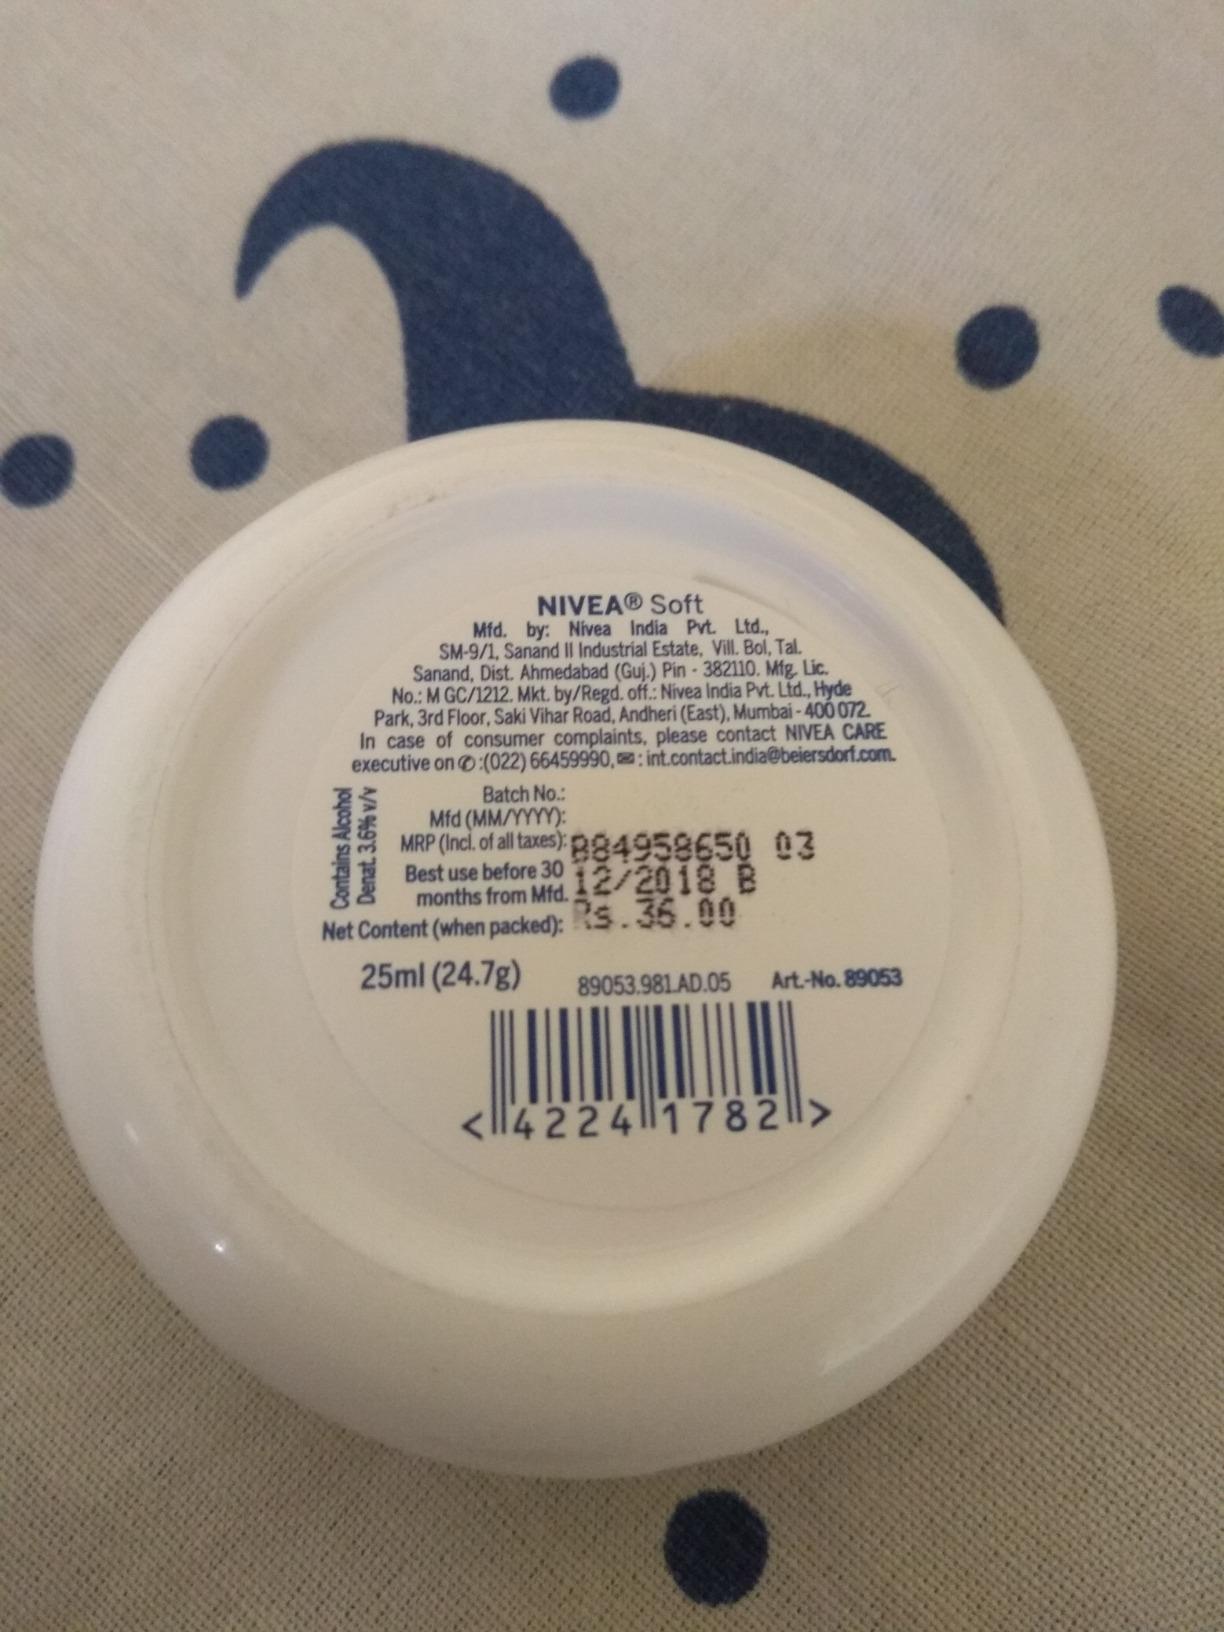 NIVEA® Soft
Mfd. by: Nivea India Pvt. Ltd.,
SM-9/1, Sanand II Industrial Estate, Vill. Bol, Tal.
Sanand, Dist. Ahmedabad (Guj.) Pin - 382110. Mfg. Lic.
No.: M GC/1212. Mkt. by/Regd. off.: Nivea India Pvt. Ltd., Hyde
Park, 3rd Floor, Saki Vihar Road, Andheri (East), Mumbai - 400 072.
In case of consumer complaints, please contact NIVEA CARE
executive on ✆ :(022) 66459990, ✉ : int.contact.india@beiersdorf.com.
Contains Alcohol
Denat. 3.6% v/v
Batch No.:
Mfd (MM/YYYY):
MRP (Incl. of all taxes):
Best use before 30
months from Mfd.
Net Content (when packed):
B84958650 03
12/2018 B
Rs.36.00
25ml (24.7g)
89053.981.AD.05 Art.-No. 89053
<4224 1782>